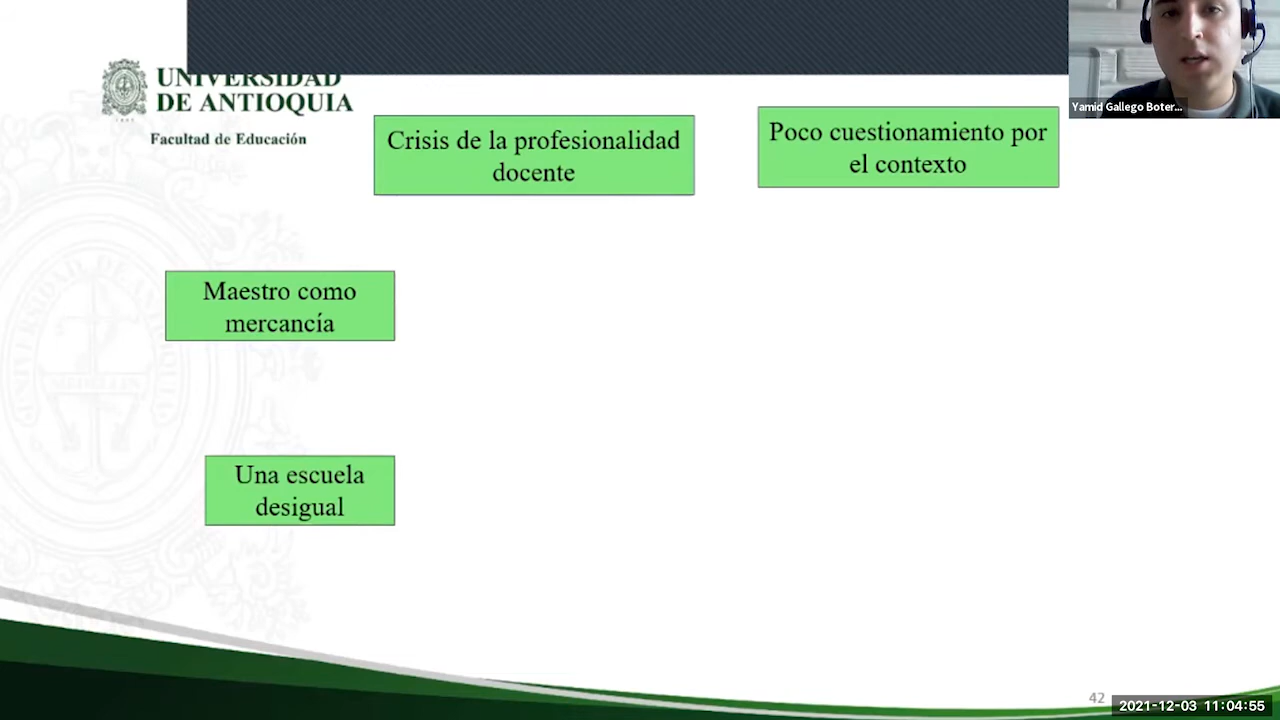 UNIVERSIDAD
DE ANTIOQUIA
1803
Facultad de Educación
Crisis de la profesionalidad
docente
Poco cuestionamiento por
el contexto
Yamid Gallego Boter...
Maestro como
mercancía
Una escuela
desigual
42
2021-12-03 11:04:55